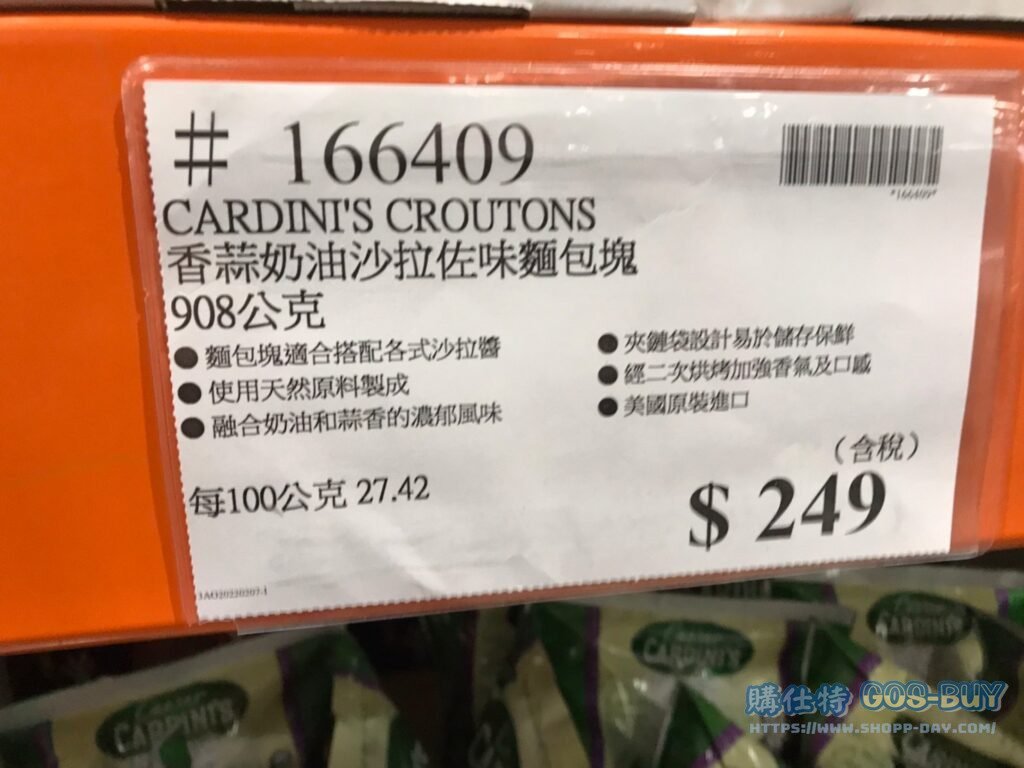 # 166409
*166409*
CARDINI'S CROUTONS
香蒜奶油沙拉佐味麵包塊
908公克
● 麵包塊適合搭配各式沙拉醬
● 使用天然原料製成
● 融合奶油和蒜香的濃郁風味
● 夾鏈袋設計易於儲存保鮮
● 經二次烘烤加強香氣及口感
● 美國原裝進口
每100公克 27.42
(含稅)
$ 249
CARDINI'S
CARDINI'S
CARDINI'S
購仕特 GOS-BUY
HTTPS://WWW.SHOPP-DAY.COM/